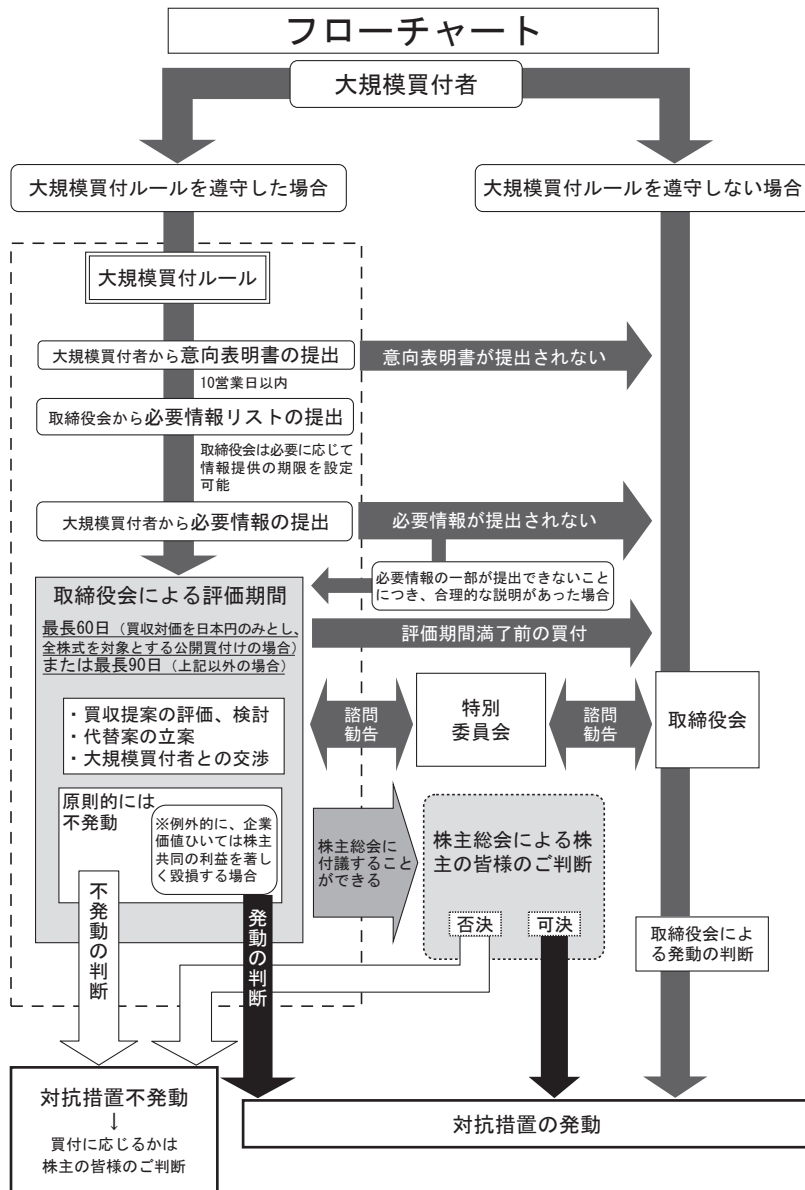 フローチャート
大規模買付者
大規模買付ルールを遵守した場合
大規模買付ルールを遵守しない場合
大規模買付ルール
大規模買付者から意向表明書の提出
意向表明書が提出されない
10営業日以内
取締役会から必要情報リストの提出
取締役会は必要に応じて
情報提供の期限を設定
可能
大規模買付者から必要情報の提出
必要情報が提出されない
必要情報の一部が提出できないこと
につき、合理的な説明があった場合
取締役会による評価期間
最長60日（買収対価を日本円のみとし、
全株式を対象とする公開買付けの場合）
または最長90日（上記以外の場合）
評価期間満了前の買付
・買収提案の評価、検討
・代替案の立案
・大規模買付者との交渉
諮問
勧告
特別
委員会
諮問
勧告
取締役会
原則的には
不発動
※例外的に、企業
価値ひいては株主
共同の利益を著し
く毀損する場合
株主総会に
付議すること
ができる
株主総会による株
主の皆様のご判断
否決
可決
不発動の判断
発動の判断
取締役会によ
る発動の判断
対抗措置不発動
↓
買付に応じるかは
株主の皆様のご判断
対抗措置の発動